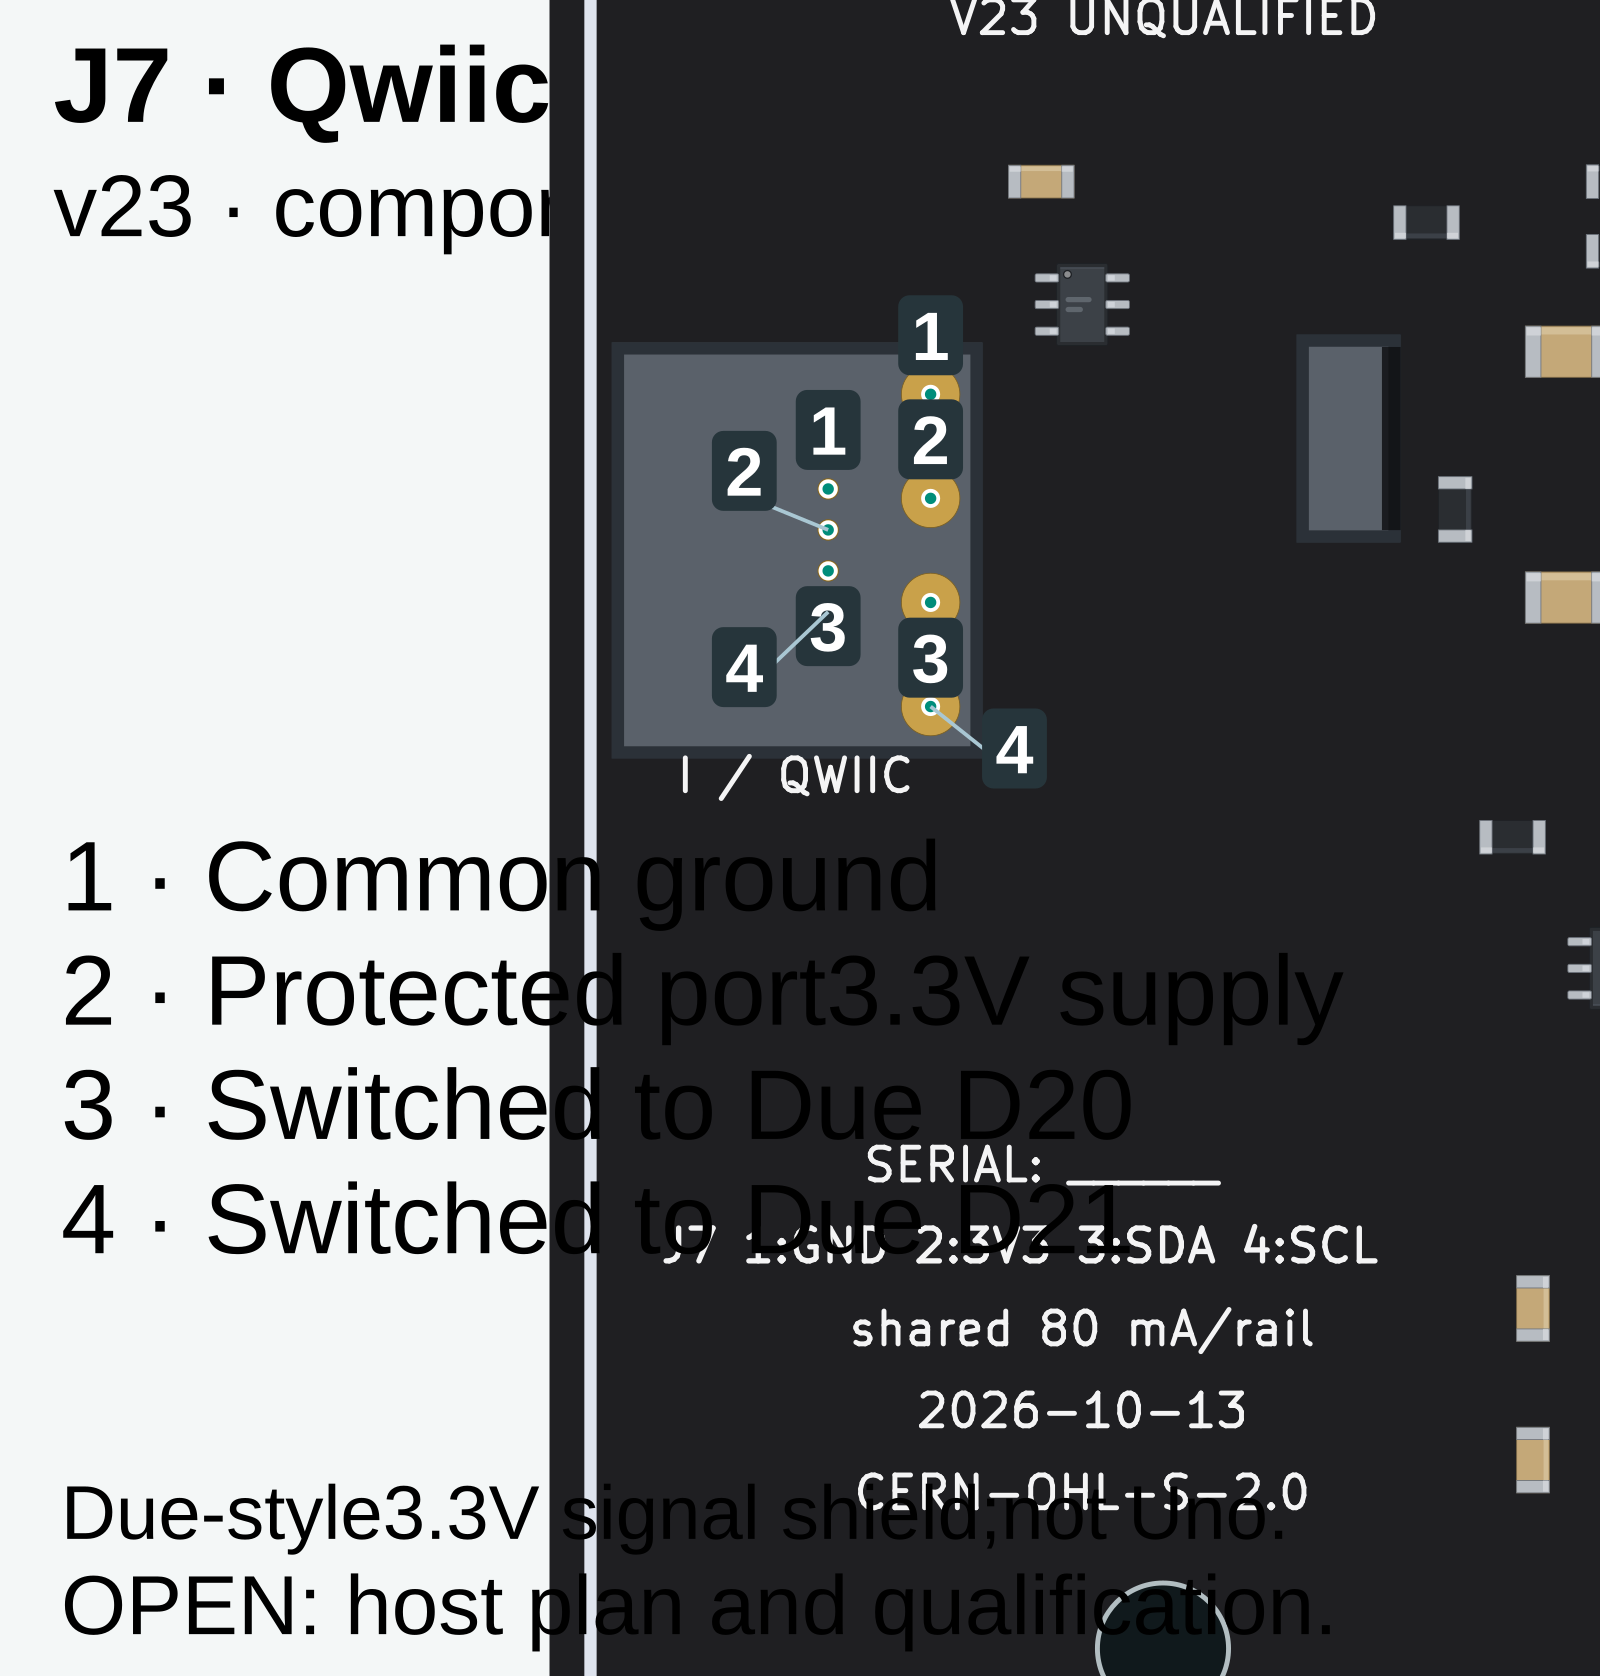 V23 UNQUALIFIED
J7 · Qwiic
v23 ·
1
1
2
2
3
3
4
4
I / QWIIC
1 · Common ground
2 · Protected port3.3V supply
3 · Switched to Due D20
SERIAL: ______
4 · Switched to Due D21
J7 1:GND 2:3V3 3:SDA 4:SCL
shared 80 mA/rail
2026-10-13
CERN-OHL-S-2.0
Due-style3.3V signal shield;not Uno.
OPEN: host plan and qualification.